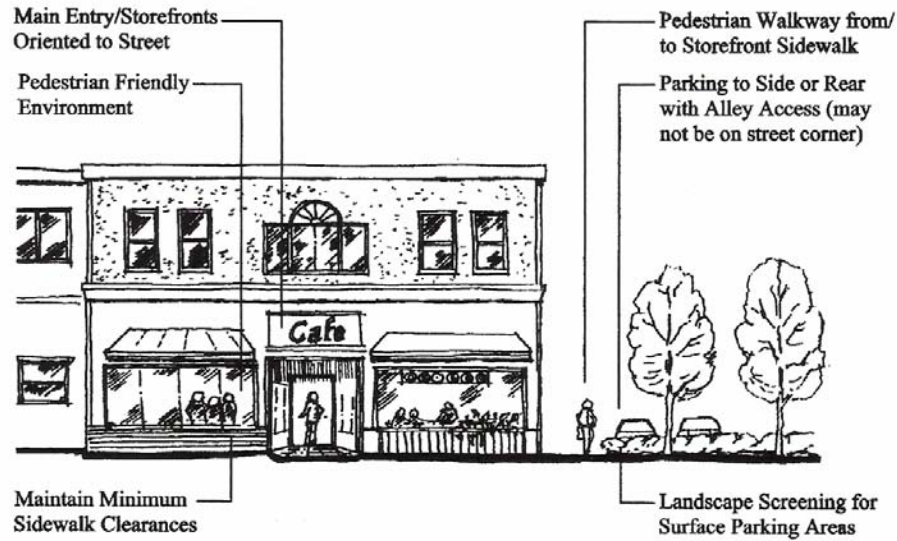 Main Entry/Storefronts
Oriented to Street
Pedestrian Friendly
Environment
Pedestrian Walkway from/
to Storefront Sidewalk
Parking to Side or Rear
with Alley Access (may
not be on street corner)
Cafe
Maintain Minimum
Sidewalk Clearances
Landscape Screening for
Surface Parking Areas